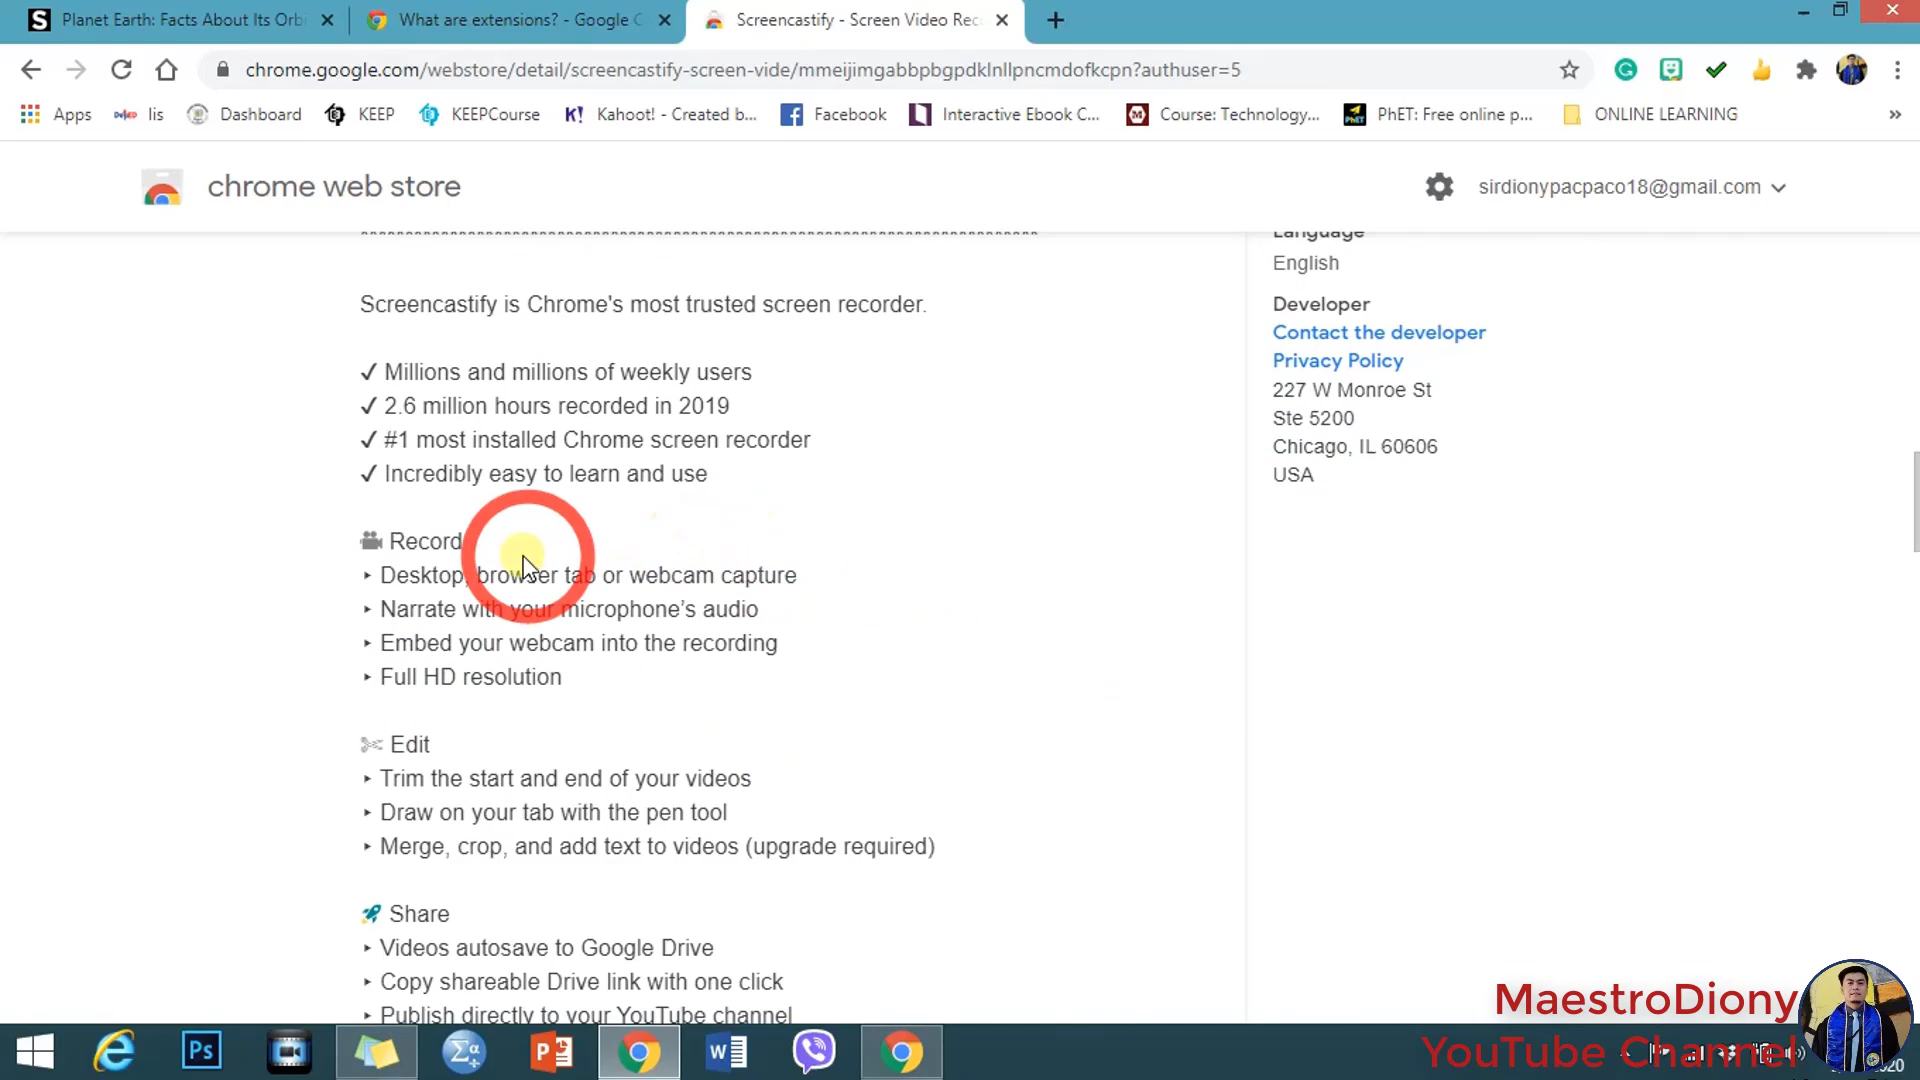 S Planet Earth: Facts About Its Orbi
What are extensions? - Google C
Screencastify - Screen Video Rec
chrome.google.com/webstore/detail/screencastify-screen-vide/mmeijimgabbpbgpdklnllpncmdofkcpn?authuser=5
Apps
lis
Dashboard
KEEP
KEEPCourse
K! Kahoot! - Created b...
Facebook
Interactive Ebook C...
Course: Technology,...
PhET: Free online p...
ONLINE LEARNING
chrome web store
sirdionypacpaco18@gmail.com
Screencastify is Chrome's most trusted screen recorder.
✓ Millions and millions of weekly users
✓ 2.6 million hours recorded in 2019
✓ #1 most installed Chrome screen recorder
✓ Incredibly easy to learn and use
Record
‣ Desktop, browser tab or webcam capture
‣ Narrate with your microphone’s audio
‣ Embed your webcam into the recording
‣ Full HD resolution
Edit
‣ Trim the start and end of your videos
‣ Draw on your tab with the pen tool
‣ Merge, crop, and add text to videos (upgrade required)
Share
‣ Videos autosave to Google Drive
‣ Copy shareable Drive link with one click
‣ Publish directly to your YouTube channel
Language
English
Developer
Contact the developer
Privacy Policy
227 W Monroe St
Ste 5200
Chicago, IL 60606
USA
MaestroDiony
YouTube Channel
Ps
Σα
P
W